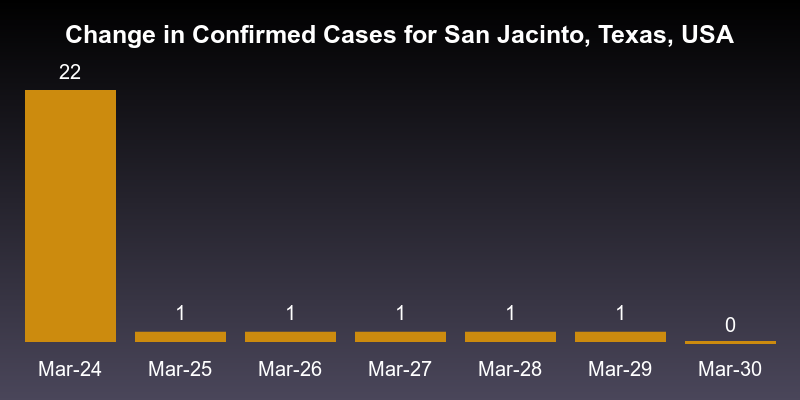 Change in Confirmed Cases for San Jacinto, Texas, USA
22
1 1 1 1 1 0
Mar-24 Mar-25 Mar-26 Mar-27 Mar-28 Mar-29 Mar-30